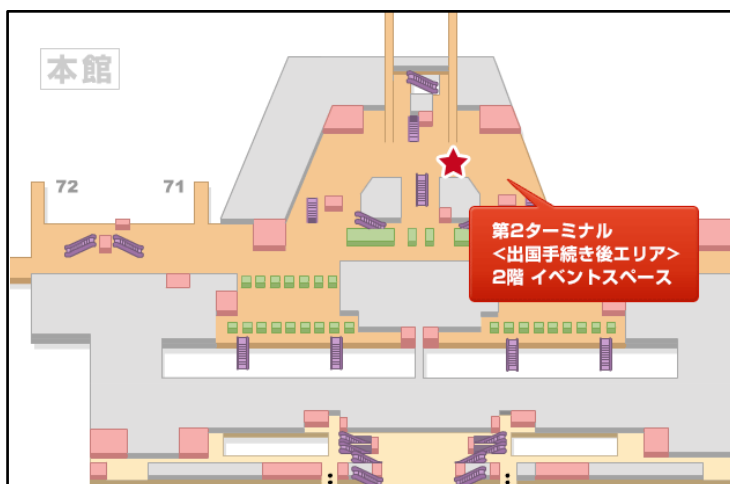 本館
72
71
第2ターミナル
<出国手続き後エリア>
2階 イベントスペース